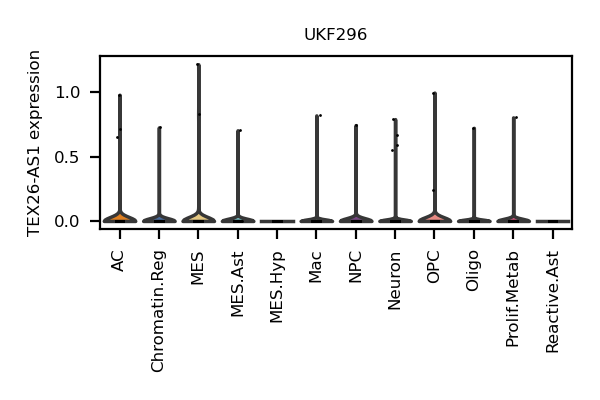 UKF296
TEX26-AS1 expression
1.0
0.5
0.0
AC
Chromatin.Reg
MES
MES.Ast
MES.Hyp
Mac
NPC
Neuron
OPC
Oligo
Prolif.Metab
Reactive.Ast